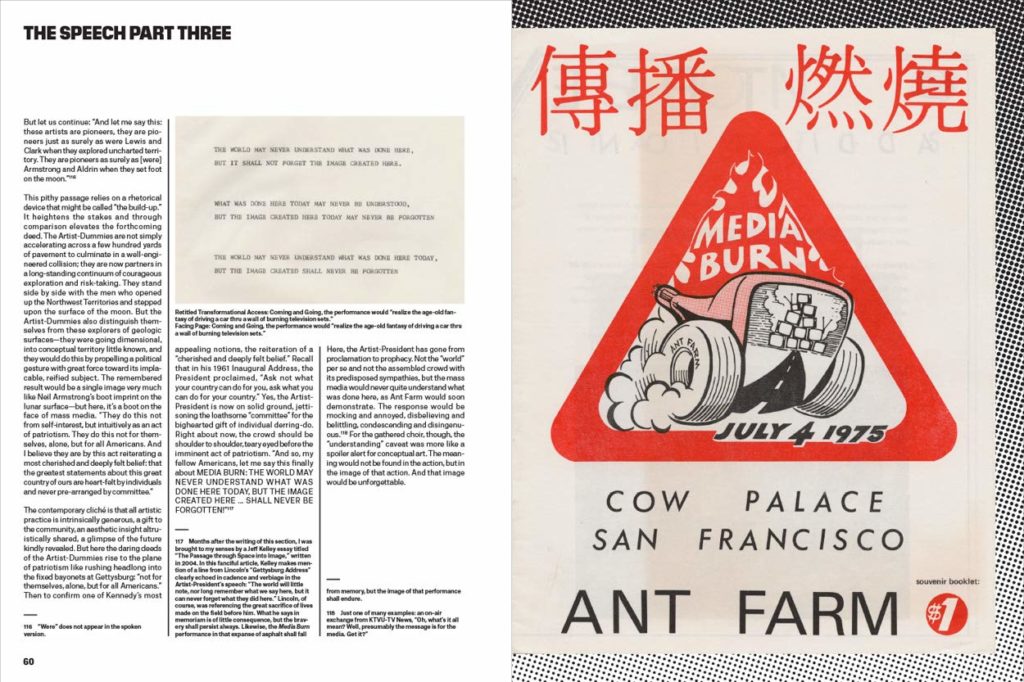 THE SPEECH PART THREE
But let us continue: "And let me say this:
these artists are pioneers, they are pio-
neers just as surely as were Lewis and
Clark when they explored uncharted terri-
tory. They are pioneers as surely as [were]
Armstrong and Aldrin when they set foot
on the moon."116
This pithy passage relies on a rhetorical
device that might be called "the build-up."
It heightens the stakes and through
comparison elevates the forthcoming
deed. The Artist-Dummies are not simply
accelerating across a few hundred yards
of pavement to culminate in a well-engi-
neered collision; they are now partners in
a long-standing continuum of courageous
exploration and risk-taking. They stand
side by side with the men who opened
up the Northwest Territories and stepped
upon the surface of the moon. But the
Artist-Dummies also distinguish them-
selves from these explorers of geologic
surfaces—they were going dimensional,
into conceptual territory little known, and
they would do this by propelling a political
gesture with great force toward its impla-
cable, reified subject. The remembered
result would be a single image very much
like Neil Armstrong's boot imprint on the
lunar surface—but here, it's a boot on the
face of mass media. "They do this not
from self-interest, but intuitively as an act
of patriotism. They do this not for them-
selves, alone, but for all Americans. And
I believe they are by this act reiterating a
most cherished and deeply felt belief: that
the greatest statements about this great
country of ours are heart-felt by individuals
and never pre-arranged by committee."
The contemporary cliché is that all artistic
practice is intrinsically generous, a gift to
the community, an aesthetic insight altru-
istically shared, a glimpse of the future
kindly revealed. But here the daring deeds
of the Artist-Dummies rise to the plane
of patriotism like rushing headlong into
the fixed bayonets at Gettysburg: "not for
themselves, alone, but for all Americans."
Then to confirm one of Kennedy's most
116 "Were" does not appear in the spoken
version.
60
THE WORLD MAY NEVER UNDERSTAND WHAT WAS DONE HERE,
BUT IT SHALL NOT FORGET THE IMAGE CREATED HERE.
WHAT WAS DONE HERE TODAY MAY NEVER BE UNDERSTOOD,
BUT THE IMAGE CREATED HERE TODAY MAY NEVER BE FORGOTTEN
THE WORLD MAY NEVER UNDERSTAND WHAT WAS DONE HERE TODAY,
BUT THE IMAGE CREATED SHALL NEVER BE FORGOTTEN
Retitled Transformational Access: Coming and Going, the performance would "realize the age-old fan-
tasy of driving a car thru a wall of burning television sets."
Facing Page: Coming and Going, the performance would "realize the age-old fantasy of driving a car thru
a wall of burning television sets."
appealing notions, the reiteration of a
"cherished and deeply felt belief." Recall
that in his 1961 Inaugural Address, the
President proclaimed, "Ask not what
your country can do for you, ask what you
can do for your country." Yes, the Artist-
President is now on solid ground, jetti-
soning the loathsome "committee" for the
bighearted gift of individual derring-do.
Right about now, the crowd should be
shoulder to shoulder, teary eyed before the
imminent act of patriotism. "And so, my
fellow Americans, let me say this finally
about MEDIA BURN: THE WORLD MAY
NEVER UNDERSTAND WHAT WAS
DONE HERE TODAY, BUT THE IMAGE
CREATED HERE ... SHALL NEVER BE
FORGOTTEN!"117
117 Months after the writing of this section, I was
brought to my senses by a Jeff Kelley essay titled
"The Passage through Space into Image," written
in 2004. In this fanciful article, Kelley makes men-
tion of a line from Lincoln's "Gettysburg Address"
clearly echoed in cadence and verbiage in the
Artist-President's speech: "The world will little
note, nor long remember what we say here, but it
can never forget what they did here." Lincoln, of
course, was referencing the great sacrifice of lives
made on the field before him. What he says in
memoriam is of little consequence, but the brav-
ery shall persist always. Likewise, the Media Burn
performance in that expanse of asphalt shall fall
Here, the Artist-President has gone from
proclamation to prophecy. Not the "world"
per se and not the assembled crowd with
its predisposed sympathies, but the mass
media would never quite understand what
was done here, as Ant Farm would soon
demonstrate. The response would be
mocking and annoyed, disbelieving and
belittling, condescending and disingenu-
ous.118 For the gathered choir, though, the
"understanding" caveat was more like a
spoiler alert for conceptual art. The mean-
ing would not be found in the action, but in
the image of that action. And that image
would be unforgettable.
from memory, but the image of that performance
shall endure.
118 Just one of many examples: an on-air
exchange from KTVU-TV News, "Oh, what's it all
mean? Well, presumably the message is for the
media. Get it?"
傳播 燃燒
MEDIA
BURN
ANT FARM
JULY 4 1975
COW PALACE
SAN FRANCISCO
souvenir booklet:
ANT FARM $1